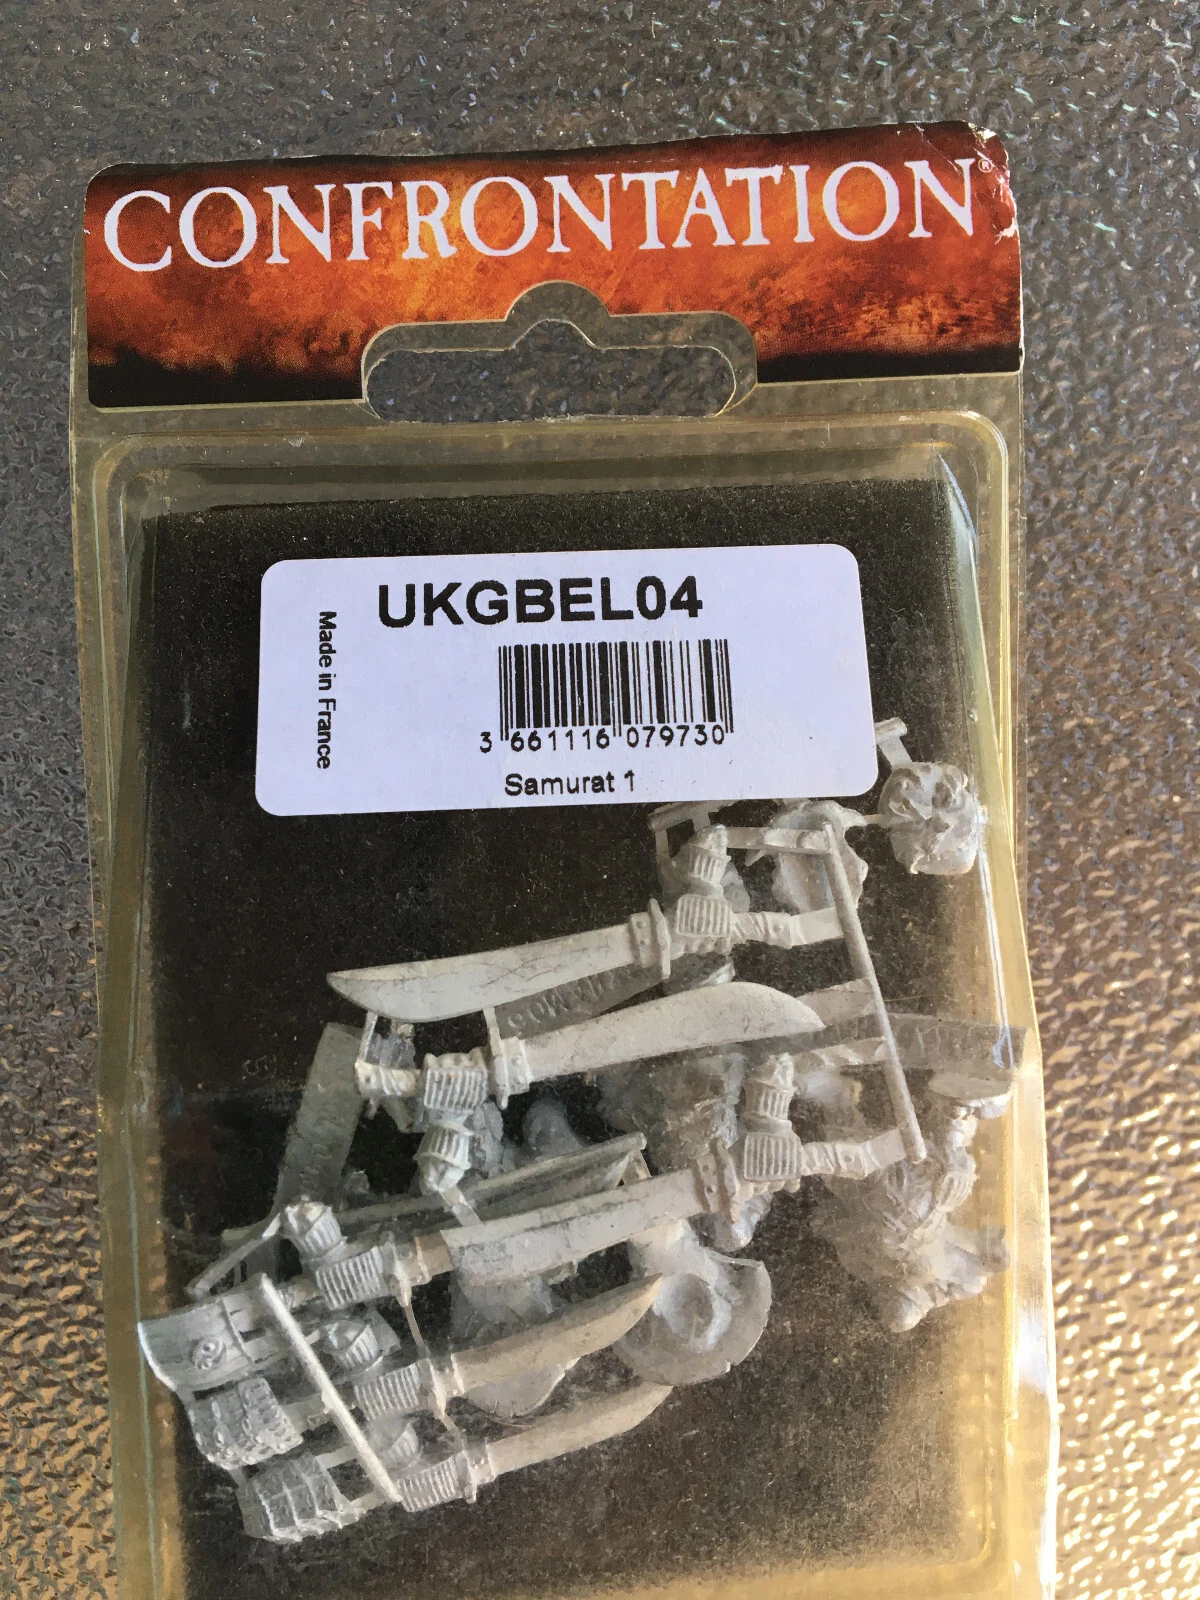 CONFRONTATION®
UKGBEL04
Made in France
3 661116 079730
Samurat 1